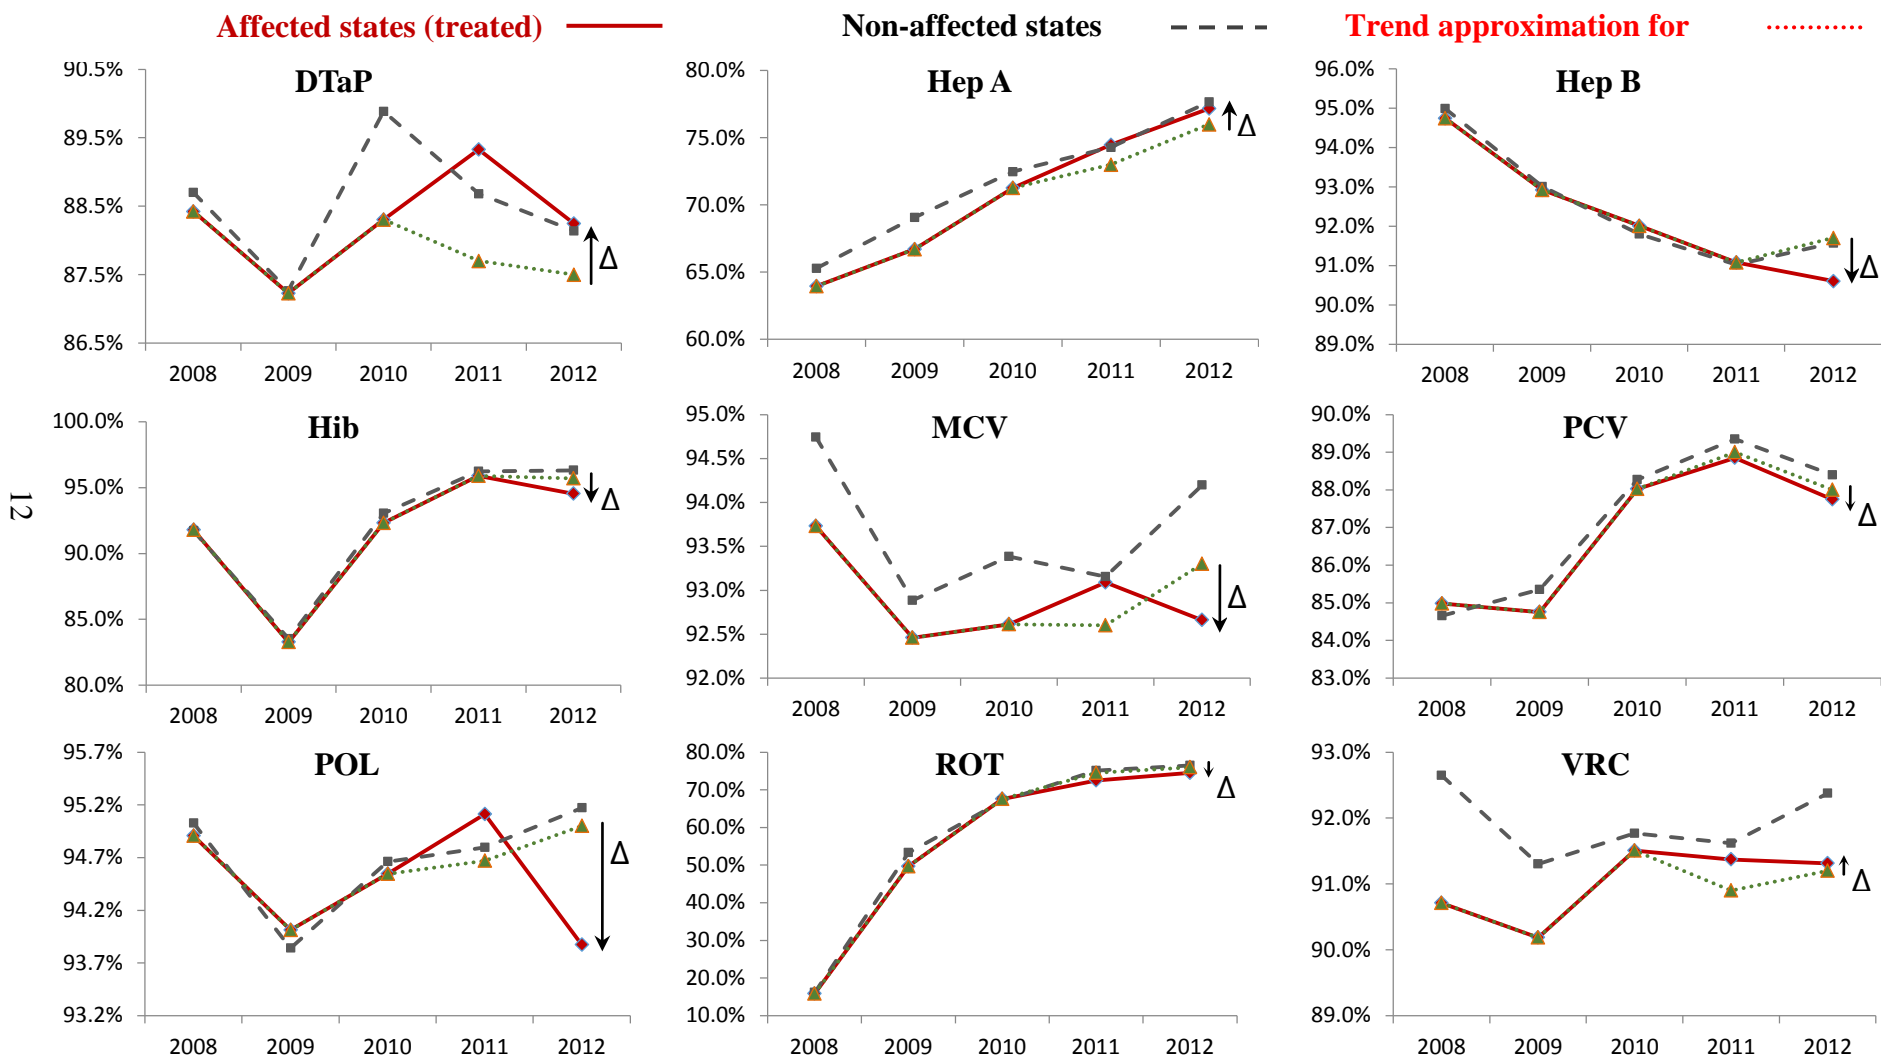 Affected states (treated) Non-affected states Trend approximation for
DTaP
90.5%
89.5%
88.5%
87.5%
86.5%
Δ
2008 2009 2010 2011 2012
Hep A
80.0%
75.0%
70.0%
65.0%
60.0%
Δ
2008 2009 2010 2011 2012
Hep B
96.0%
95.0%
94.0%
93.0%
92.0%
91.0%
90.0%
89.0%
Δ
2008 2009 2010 2011 2012
Hib
100.0%
95.0%
90.0%
85.0%
80.0%
Δ
2008 2009 2010 2011 2012
MCV
95.0%
94.5%
94.0%
93.5%
93.0%
92.5%
92.0%
Δ
2008 2009 2010 2011 2012
PCV
90.0%
89.0%
88.0%
87.0%
86.0%
85.0%
84.0%
83.0%
Δ
2008 2009 2010 2011 2012
POL
95.7%
95.2%
94.7%
94.2%
93.7%
93.2%
Δ
2008 2009 2010 2011 2012
ROT
80.0%
70.0%
60.0%
50.0%
40.0%
30.0%
20.0%
10.0%
Δ
2008 2009 2010 2011 2012
VRC
93.0%
92.0%
91.0%
90.0%
89.0%
Δ
2008 2009 2010 2011 2012
12